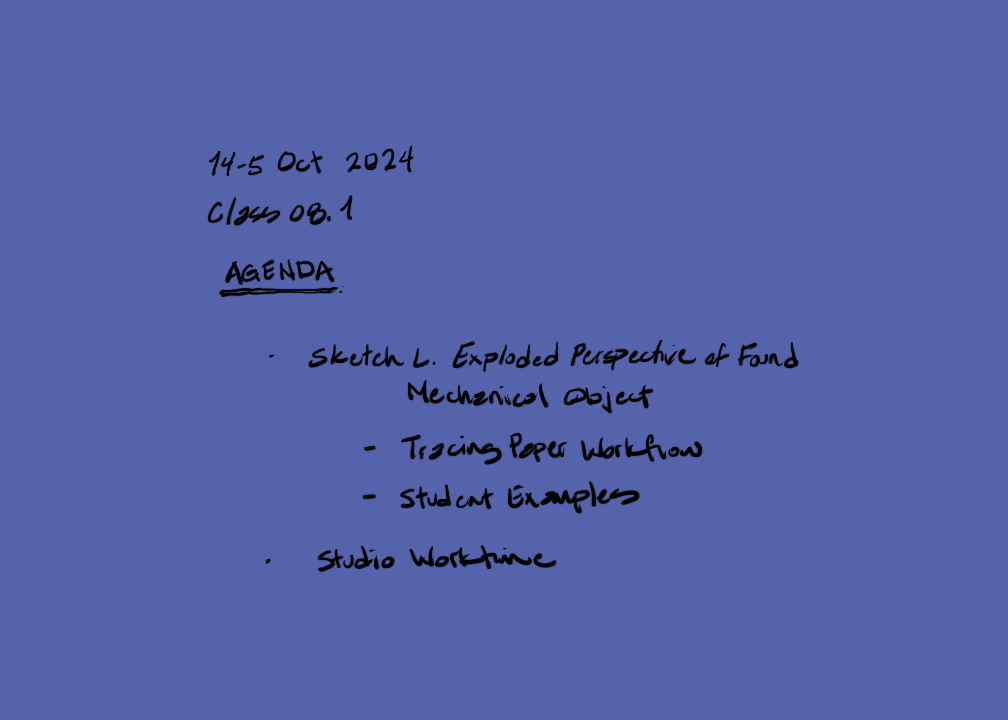 14-5 Oct 2024
Class 08.1
AGENDA
· Sketch L. Exploded Perspective of Found
Mechanical Object
- Tracing Paper Workflow
- Student Examples
· Studio Worktime